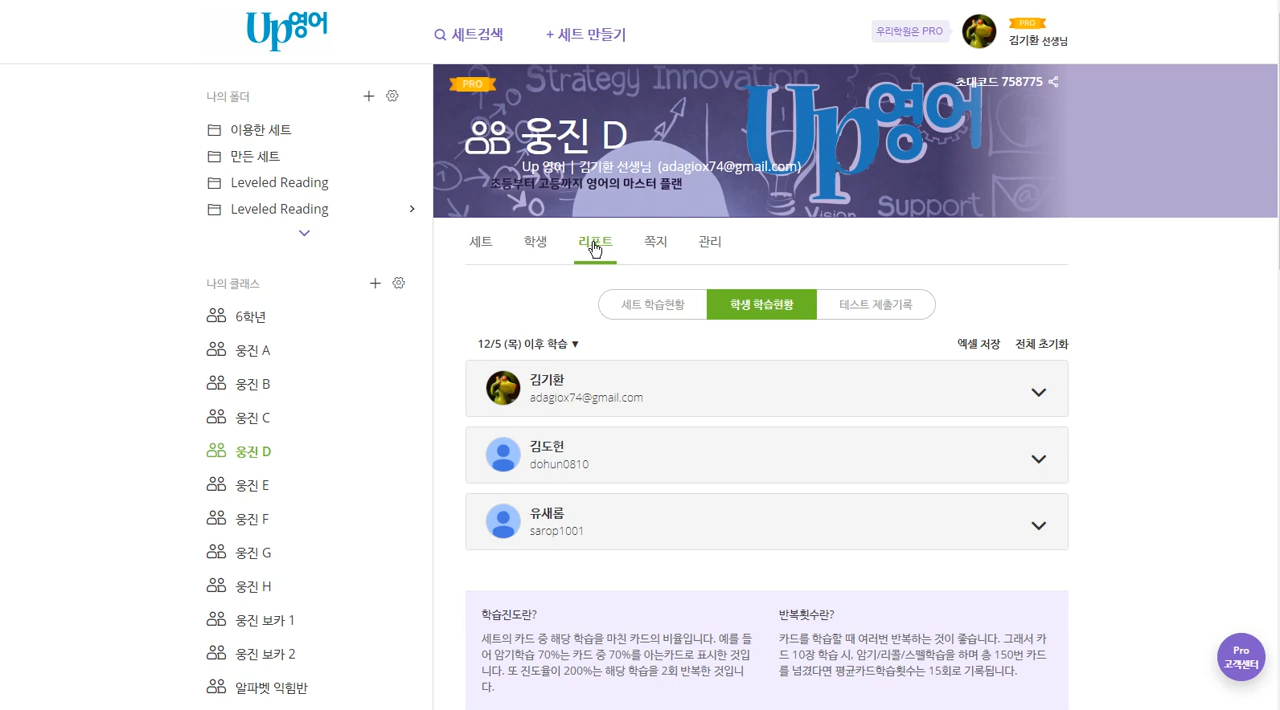 Up영어
세트검색
+ 세트 만들기
우리학원은 PRO
PRO
김기환 선생님
나의 폴더
이용한 세트
만든 세트
Leveled Reading
Leveled Reading
나의 클래스
6학년
웅진 A
웅진 B
웅진 C
웅진 D
웅진 E
웅진 F
웅진 G
웅진 H
웅진 보카 1
웅진 보카 2
알파벳 익힘반
PRO
Strategy Innovation
초대코드 758775
웅진 D
Up영어
Up 영어 | 김기환 선생님 (adagiox74@gmail.com)
초등부터 고등까지 영어의 마스터 플랜
Vision
Support
세트 학생 리포트 쪽지 관리
세트 학습현황 학생 학습현황 테스트 제출기록
12/5 (목) 이후 학습 ▼
엑셀 저장 전체 초기화
김기환
adagiox74@gmail.com
김도헌
dohun0810
유새롬
sarop1001
학습진도란?
세트의 카드 중 해당 학습을 마친 카드의 비율입니다. 예를 들
어 암기학습 70%는 카드 중 70%를 아는카드로 표시한 것입
니다. 또 진도율이 200%는 해당 학습을 2회 반복한 것입니
다.
반복횟수란?
카드를 학습할 때 여러번 반복하는 것이 좋습니다. 그래서 카
드 10장 학습 시, 암기/리콜/스펠학습을 하며 총 150번 카드
를 넘겼다면 평균카드학습횟수는 15회로 기록됩니다.
Pro
고객센터